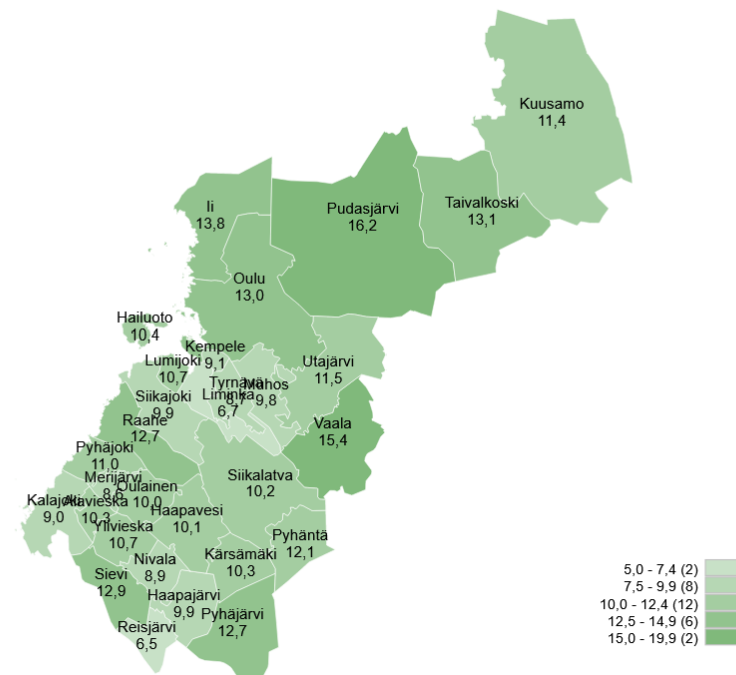 Kuusamo
11,4
Taivalkoski
13,1
Pudasjärvi
16,2
Ii
13,8
Oulu
13,0
Hailuoto
10,4
Kempele
9,1
Lumijoki
10,7
Tyrnävä
8,7
Muhos
9,8
Liminka
6,7
Utajärvi
11,5
Siikajoki
9,9
Raahe
12,7
Vaala
15,4
Pyhäjoki
11,0
Siikalatva
10,2
Merijärvi
8,6
Oulainen
10,0
Kalajoki
9,0
Alavieska
10,3
Haapavesi
10,1
Ylivieska
10,7
Pyhäntä
12,1
Kärsämäki
10,3
Nivala
8,9
Sievi
12,9
Haapajärvi
9,9
Pyhäjärvi
12,7
Reisjärvi
6,5
5,0 - 7,4 (2)
7,5 - 9,9 (8)
10,0 - 12,4 (12)
12,5 - 14,9 (6)
15,0 - 19,9 (2)